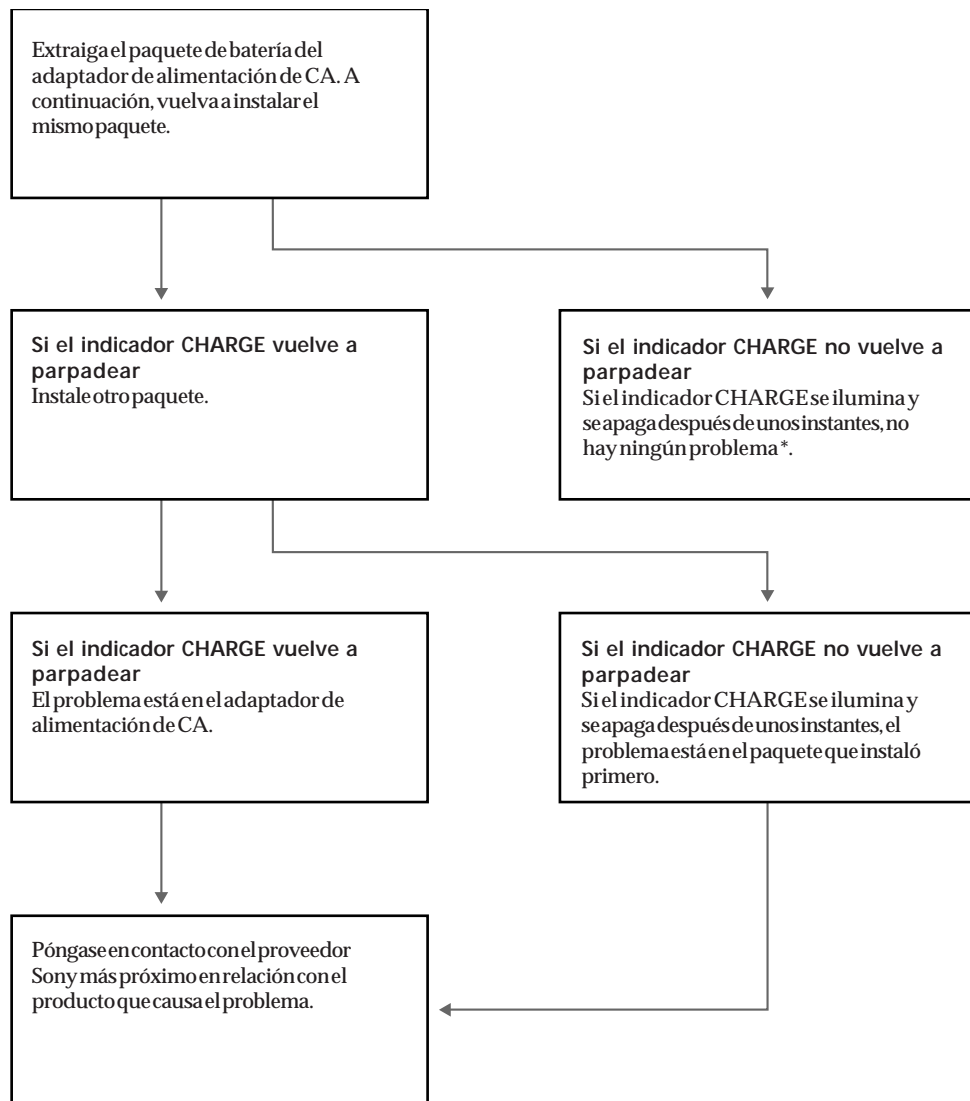 Extraiga el paquete de batería del
adaptador de alimentación de CA. A
continuación, vuelva a instalar el
mismo paquete.
Si el indicador CHARGE vuelve a
parpadear
Instale otro paquete.
Si el indicador CHARGE no vuelve a
parpadear
Si el indicador CHARGE se ilumina y
se apaga después de unos instantes, no
hay ningún problema*.
Si el indicador CHARGE vuelve a
parpadear
El problema está en el adaptador de
alimentación de CA.
Si el indicador CHARGE no vuelve a
parpadear
Si el indicador CHARGE se ilumina y
se apaga después de unos instantes, el
problema está en el paquete que instaló
primero.
Póngase en contacto con el proveedor
Sony más próximo en relación con el
producto que causa el problema.